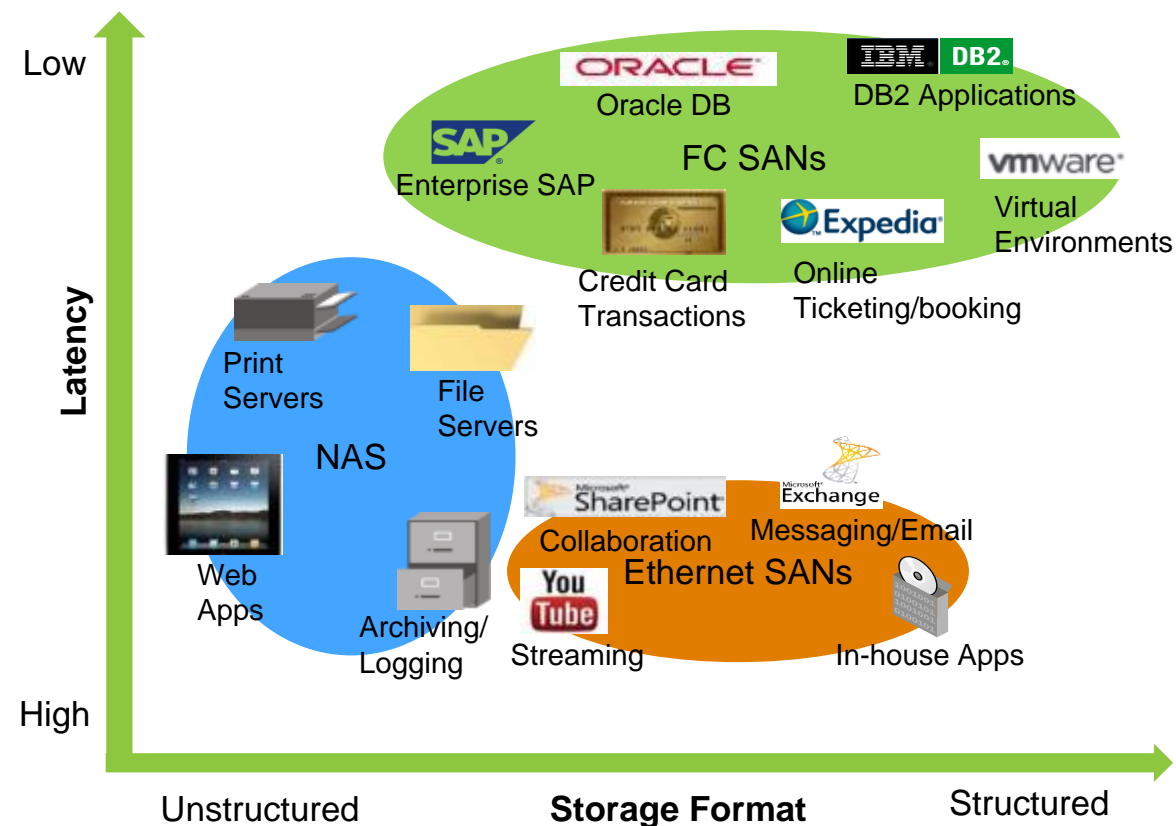 Low
ORACLE
Oracle DB
IBM DB2
DB2 Applications
SAP
Enterprise SAP
FC SANs
vmware
Virtual
Environments
Expedia
Online
Ticketing/booking
Credit Card
Transactions
Latency
Print
Servers
File
Servers
NAS
Web
Apps
Archiving/
Logging
Microsoft
SharePoint
Collaboration
Microsoft
Exchange
Messaging/Email
Ethernet SANs
You
Tube
Streaming
In-house Apps
High
Unstructured
Storage Format
Structured